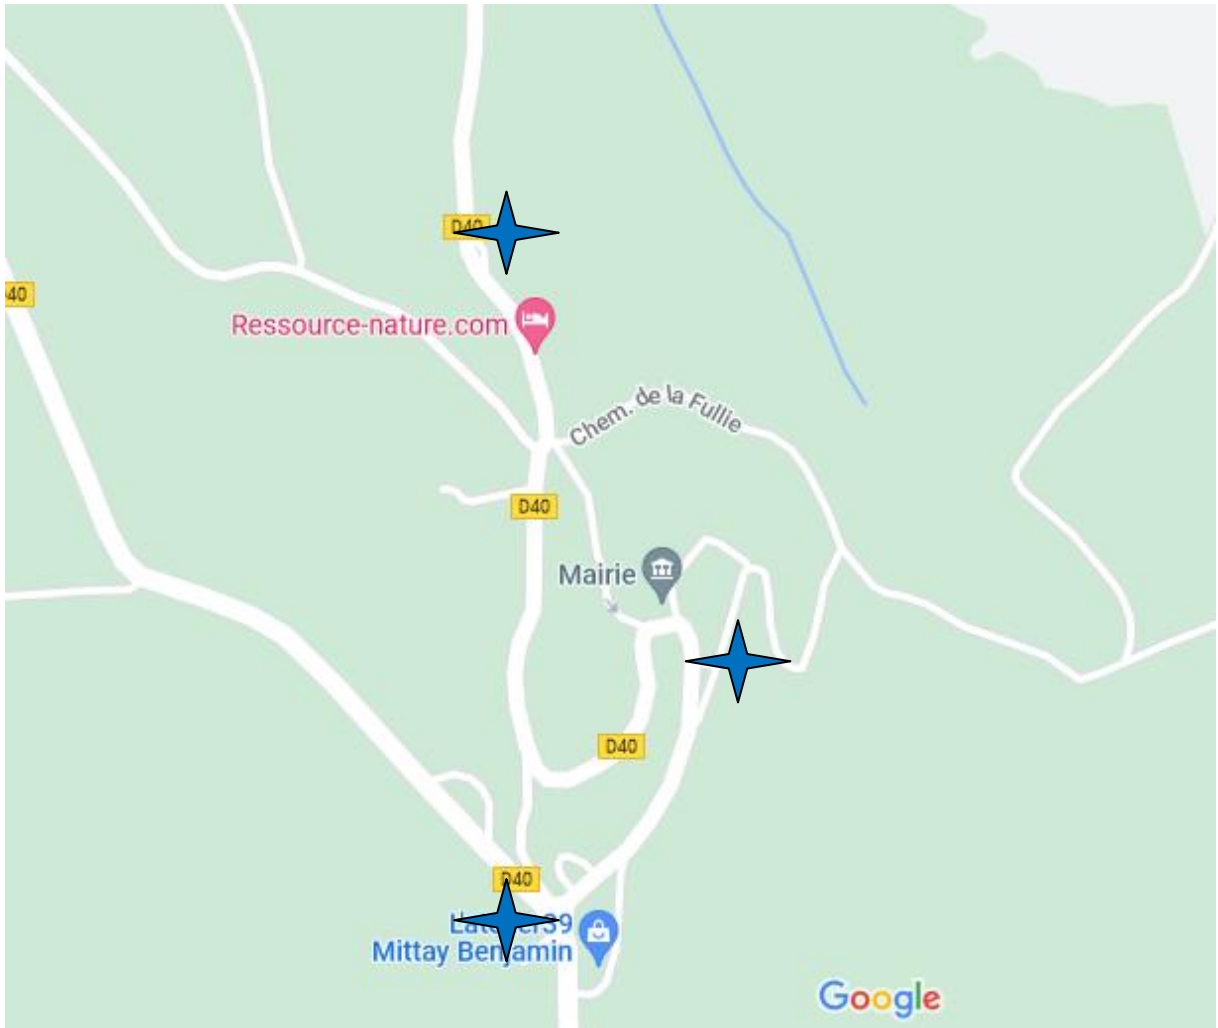 D40
40
Ressource-nature.com
Chem. de la Fullie
D40
Mairie
D40
D40
Mittay Benjamin
Google